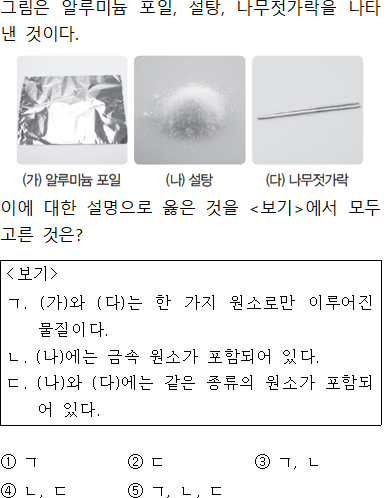 그림은 알루미늄 포일, 설탕, 나무젓가락을 나타
낸 것이다.
(가) 알루미늄 포일 (나) 설탕 (다) 나무젓가락
이에 대한 설명으로 옳은 것을 <보기>에서 모두
고른 것은?
<보기>
ㄱ. (가)와 (다)는 한 가지 원소로만 이루어진
물질이다.
ㄴ. (나)에는 금속 원소가 포함되어 있다.
ㄷ. (나)와 (다)에는 같은 종류의 원소가 포함되
어 있다.
① ㄱ ② ㄷ ③ ㄱ, ㄴ
④ ㄴ, ㄷ ⑤ ㄱ, ㄴ, ㄷ